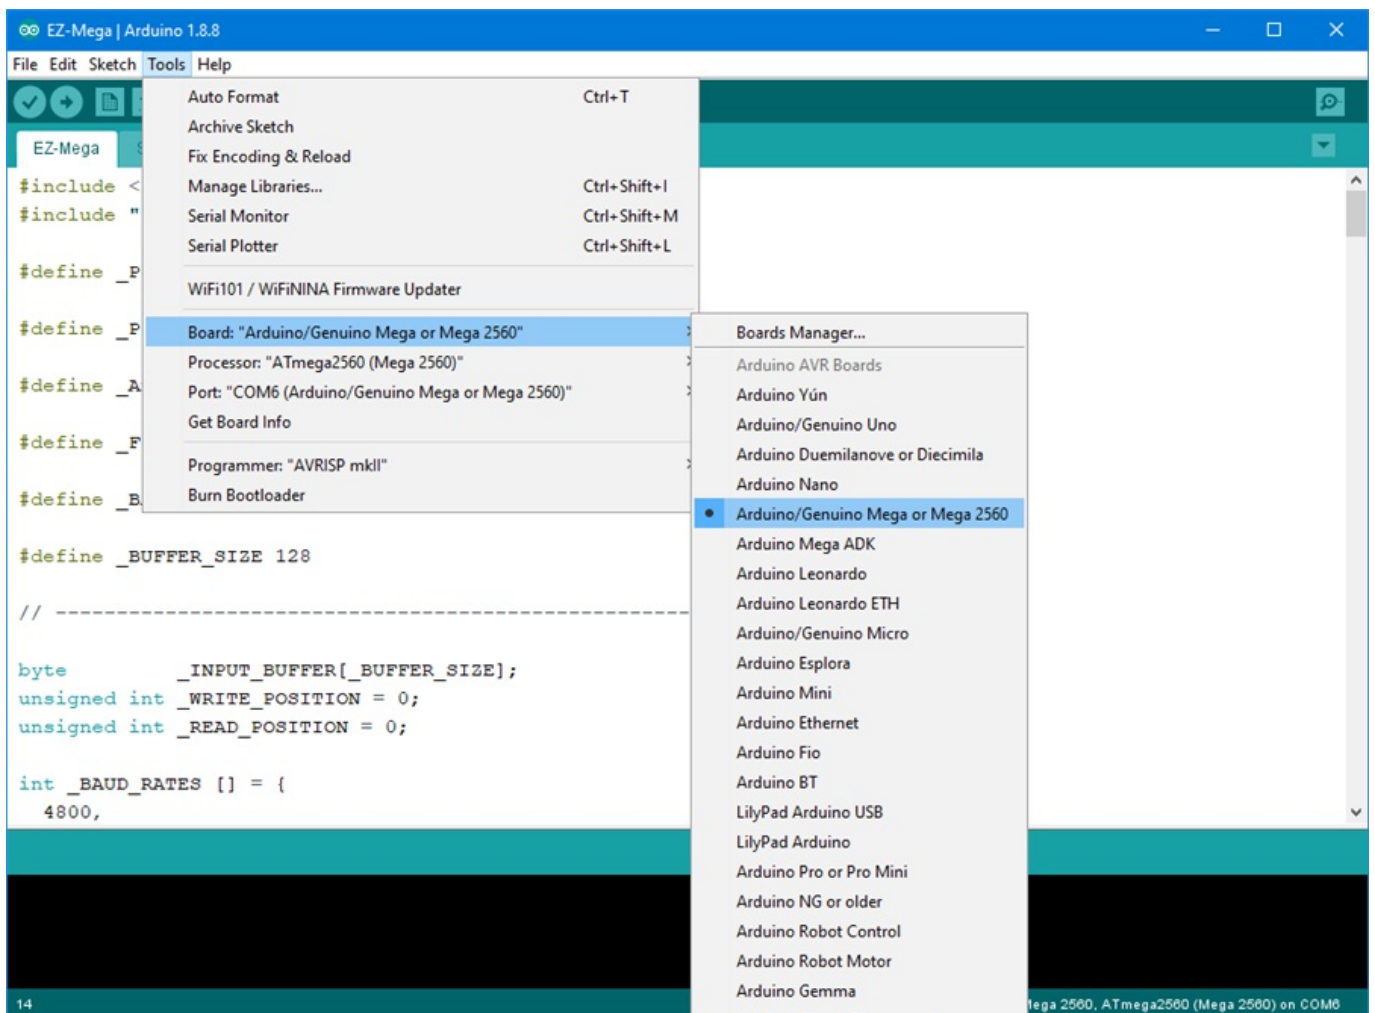 EZ-Mega | Arduino 1.8.8
File Edit Sketch Tools Help
EZ-Mega
Auto Format Ctrl+T
Archive Sketch
Fix Encoding & Reload
Manage Libraries... Ctrl+Shift+I
Serial Monitor Ctrl+Shift+M
Serial Plotter Ctrl+Shift+L
WiFi101 / WiFiNINA Firmware Updater
Board: "Arduino/Genuino Mega or Mega 2560"
Processor: "ATmega2560 (Mega 2560)"
Port: "COM6 (Arduino/Genuino Mega or Mega 2560)"
Get Board Info
Programmer: "AVRISP mkII"
Burn Bootloader
Boards Manager...
Arduino AVR Boards
Arduino Yún
Arduino/Genuino Uno
Arduino Duemilanove or Diecimila
Arduino Nano
Arduino/Genuino Mega or Mega 2560
Arduino Mega ADK
Arduino Leonardo
Arduino Leonardo ETH
Arduino/Genuino Micro
Arduino Esplora
Arduino Mini
Arduino Ethernet
Arduino Fio
Arduino BT
LilyPad Arduino USB
LilyPad Arduino
Arduino Pro or Pro Mini
Arduino NG or older
Arduino Robot Control
Arduino Robot Motor
Arduino Gemma
#include <
#include "
#define _P
#define _P
#define _A
#define _F
#define _B
#define _BUFFER_SIZE 128
// ----------------------------------------------------
byte _INPUT_BUFFER[_BUFFER_SIZE];
unsigned int _WRITE_POSITION = 0;
unsigned int _READ_POSITION = 0;
int _BAUD_RATES [] = {
4800,
14
2560, ATmega2560 (Mega 2560) on COM6